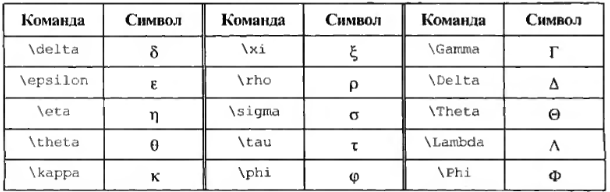 Команда Символ Команда Символ Команда Символ
\delta δ \xi ξ \Gamma Γ
\epsilon ε \rho ρ \Delta Δ
\eta η \sigma σ \Theta Θ
\theta θ \tau τ \Lambda Λ
\kappa κ \phi φ \Phi Φ